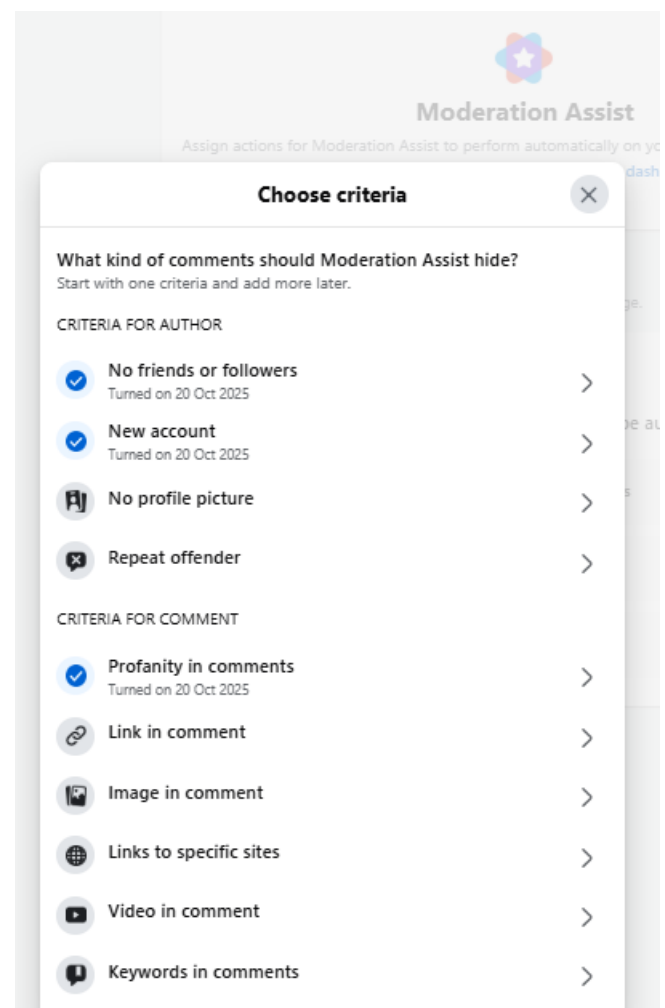 Moderation Assist
Assign actions for Moderation Assist to perform automatically on yo
dash
Choose criteria
What kind of comments should Moderation Assist hide?
Start with one criteria and add more later.
ge.
CRITERIA FOR AUTHOR
No friends or followers
Turned on 20 Oct 2025
be au
New account
Turned on 20 Oct 2025
s
No profile picture
Repeat offender
CRITERIA FOR COMMENT
Profanity in comments
Turned on 20 Oct 2025
Link in comment
Image in comment
Links to specific sites
Video in comment
Keywords in comments